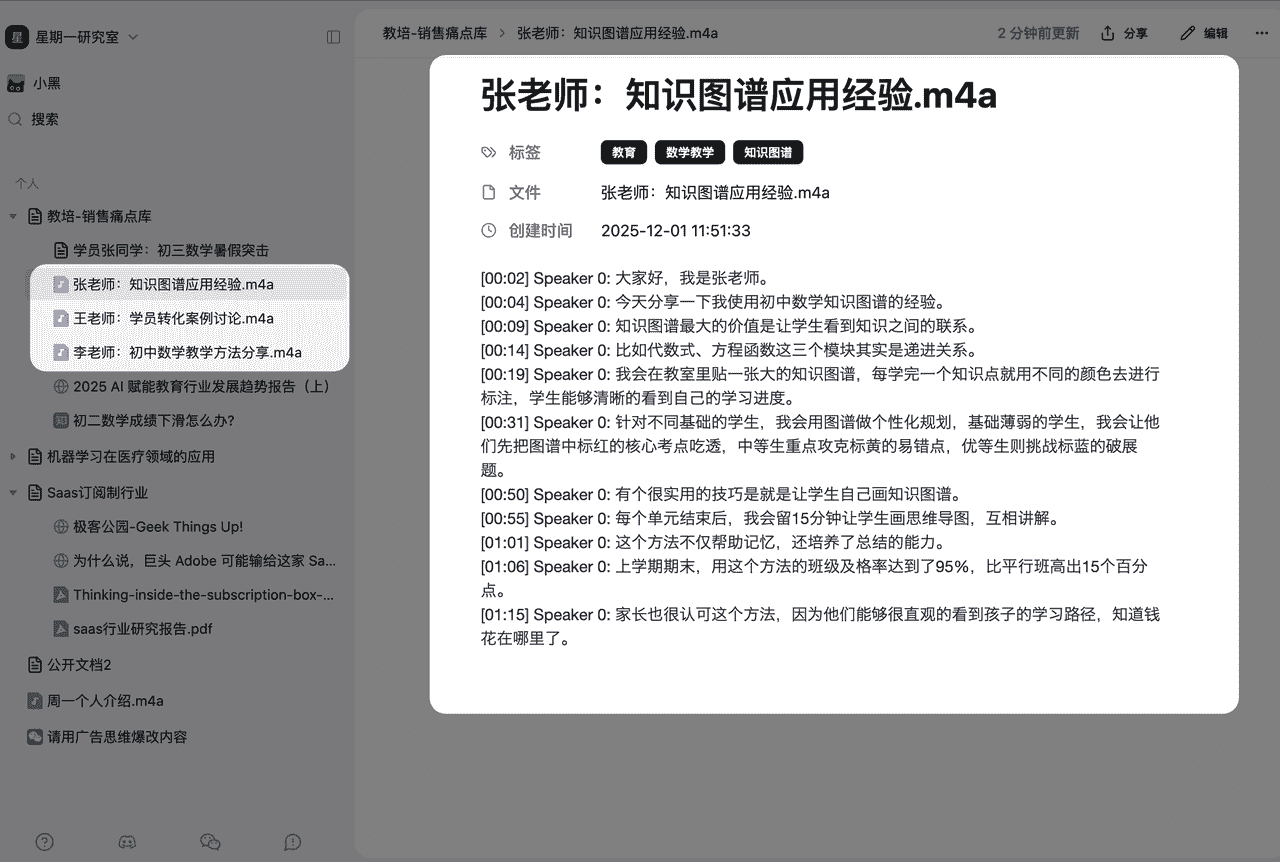 星 星期一研究室
小黑
搜索
个人
教培-销售痛点库
学员张同学：初三数学暑假突击
张老师：知识图谱应用经验.m4a
王老师：学员转化案例讨论.m4a
李老师：初中数学教学方法分享.m4a
2025 AI 赋能教育行业发展趋势报告（上）
知 初二数学成绩下滑怎么办?
机器学习在医疗领域的应用
Saas订阅制行业
极客公园-Geek Things Up!
为什么说，巨头 Adobe 可能输给这家 Sa...
Thinking-inside-the-subscription-box-...
saas行业研究报告.pdf
公开文档2
周一个人介绍.m4a
请用广告思维爆改内容
教培-销售痛点库 > 张老师：知识图谱应用经验.m4a
2 分钟前更新 分享 编辑 ...
张老师：知识图谱应用经验.m4a
标签 教育 数学教学 知识图谱
文件 张老师：知识图谱应用经验.m4a
创建时间 2025-12-01 11:51:33
[00:02] Speaker 0: 大家好，我是张老师。
[00:04] Speaker 0: 今天分享一下我使用初中数学知识图谱的经验。
[00:09] Speaker 0: 知识图谱最大的价值是让学生看到知识之间的联系。
[00:14] Speaker 0: 比如代数式、方程函数这三个模块其实是递进关系。
[00:19] Speaker 0: 我会在教室里贴一张大的知识图谱，每学完一个知识点就用不同的颜色去进行
标注，学生能够清晰的看到自己的学习进度。
[00:31] Speaker 0: 针对不同基础的学生，我会用图谱做个性化规划，基础薄弱的学生，我会让他
们先把图谱中标红的核心考点吃透，中等生重点攻克标黄的易错点，优等生则挑战标蓝的破展
题。
[00:50] Speaker 0: 有个很实用的技巧是就是让学生自己画知识图谱。
[00:55] Speaker 0: 每个单元结束后，我会留15分钟让学生画思维导图，互相讲解。
[01:01] Speaker 0: 这个方法不仅帮助记忆，还培养了总结的能力。
[01:06] Speaker 0: 上学期期末，用这个方法的班级及格率达到了95%，比平行班高出15个百分
点。
[01:15] Speaker 0: 家长也很认可这个方法，因为他们能够很直观的看到孩子的学习路径，知道钱
花在哪里了。